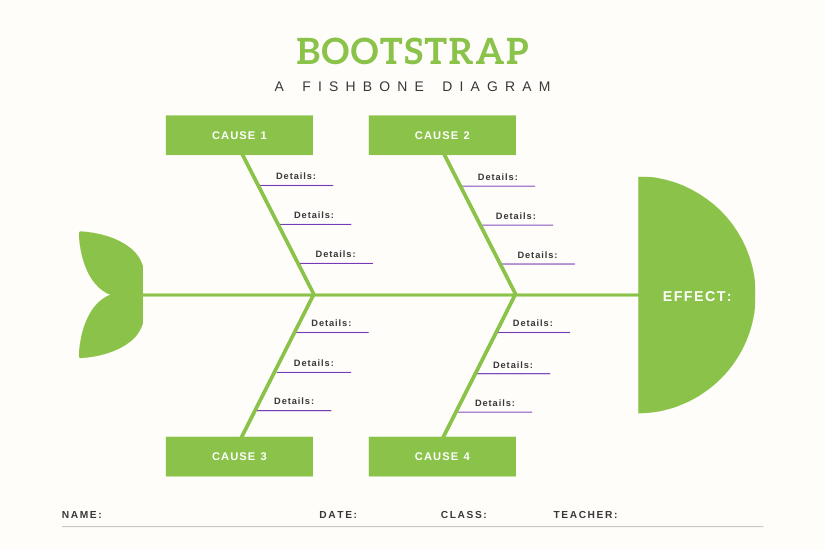 BOOTSTRAP
A FISHBONE DIAGRAM
CAUSE 1 CAUSE 2
Details: Details:
Details: Details:
Details: Details:
EFFECT:
Details: Details:
Details: Details:
Details: Details:
CAUSE 3 CAUSE 4
NAME: DATE: CLASS: TEACHER: